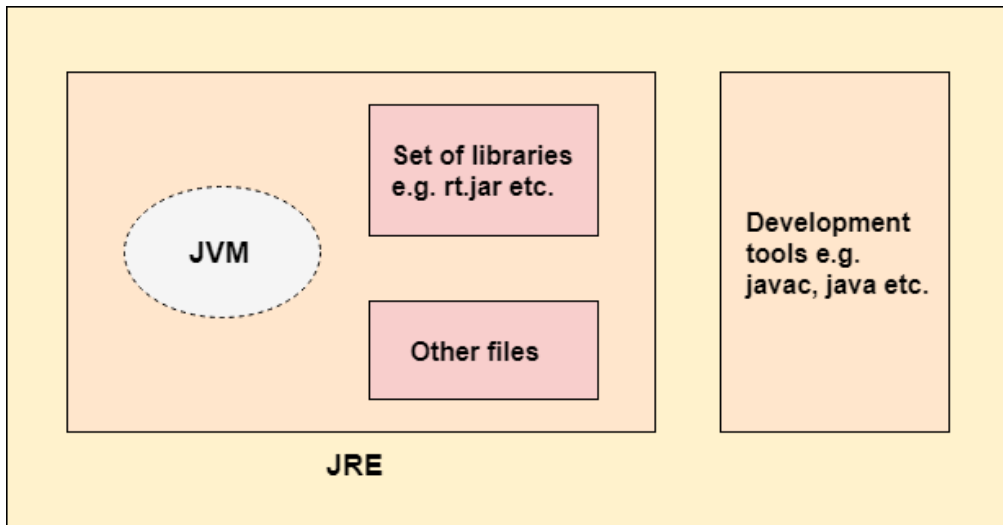 Set of libraries
e.g. rt.jar etc.
JVM
Development
tools e.g.
javac, java etc.
Other files
JRE